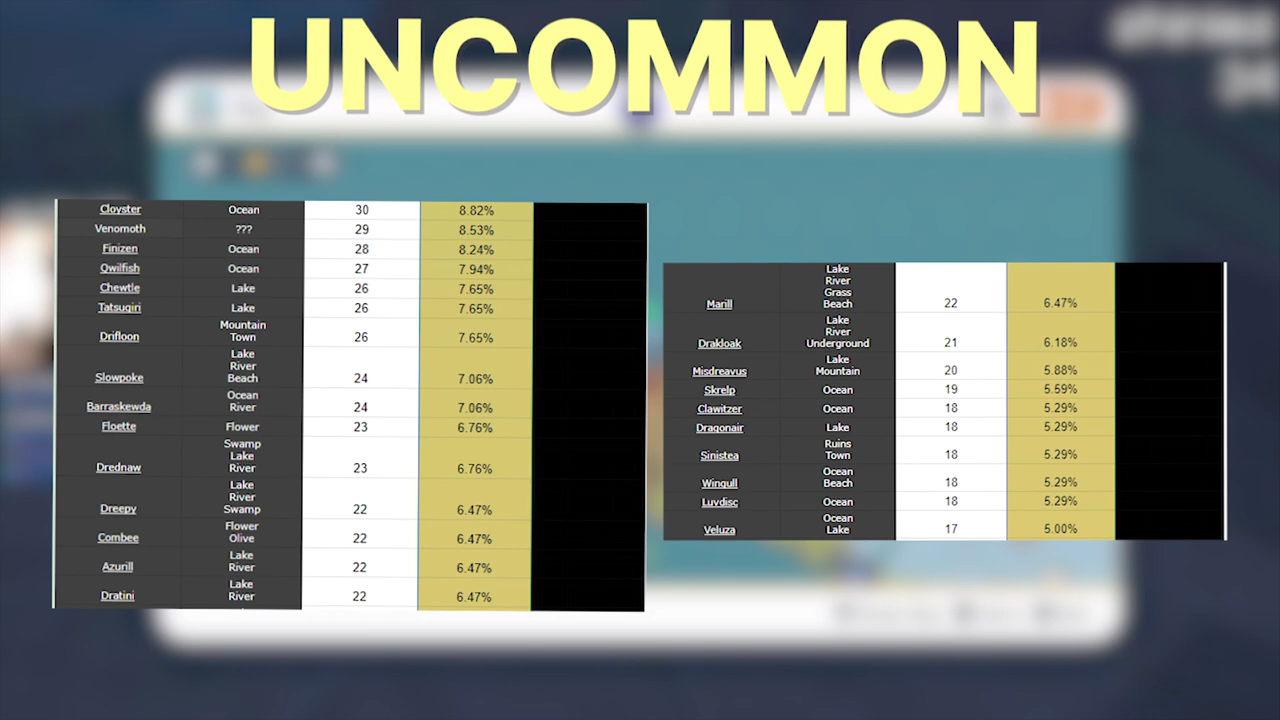 UNCOMMON
Cloyster Ocean 30 8.82%
Venomoth ??? 29 8.53%
Finizen Ocean 28 8.24%
Qwilfish Ocean 27 7.94%
Chewtle Lake 26 7.65%
Tatsugiri Lake 26 7.65%
Mountain
Town
Drifloon 26 7.65%
Lake
River
Beach
Slowpoke 24 7.06%
Ocean
River
Barraskewda 24 7.06%
Floette Flower 23 6.76%
Swamp
Lake
River
Drednaw 23 6.76%
Lake
River
Swamp
Dreepy 22 6.47%
Flower
Olive
Combee 22 6.47%
Lake
River
Azurill 22 6.47%
Lake
River
Dratini 22 6.47%
Lake
River
Grass
Beach
Marill 22 6.47%
Lake
River
Underground
Drakloak 21 6.18%
Lake
Mountain
Misdreavus 20 5.88%
Skrelp Ocean 19 5.59%
Clawitzer Ocean 18 5.29%
Dragonair Lake 18 5.29%
Ruins
Town
Sinistea 18 5.29%
Ocean
Beach
Wingull 18 5.29%
Luvdisc Ocean 18 5.29%
Ocean
Lake
Veluza 17 5.00%